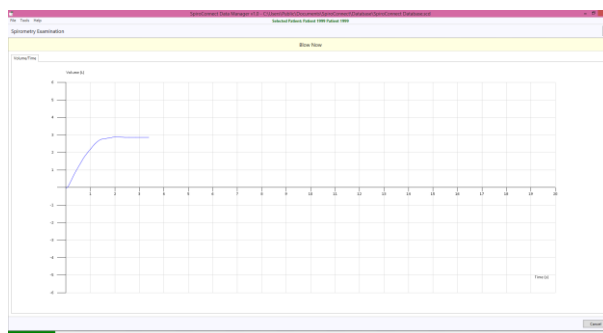 SpiroConnect Data Manager v1.0 - C:\Users\Public\Documents\SpiroConnect\Database\SpiroConnect Database.scd
File Tools Help
Selected Patient: Patient 1999 Patient 1999
Spirometry Examination
Blow Now
Volume/Time
Volume (L)
6
5
4
3
2
1
1 2 3 4 5 6 7 8 9 10 11 12 13 14 15 16 17 18 19 20
-1
-2
-3
-4
-5
-6
Time (s)
Cancel